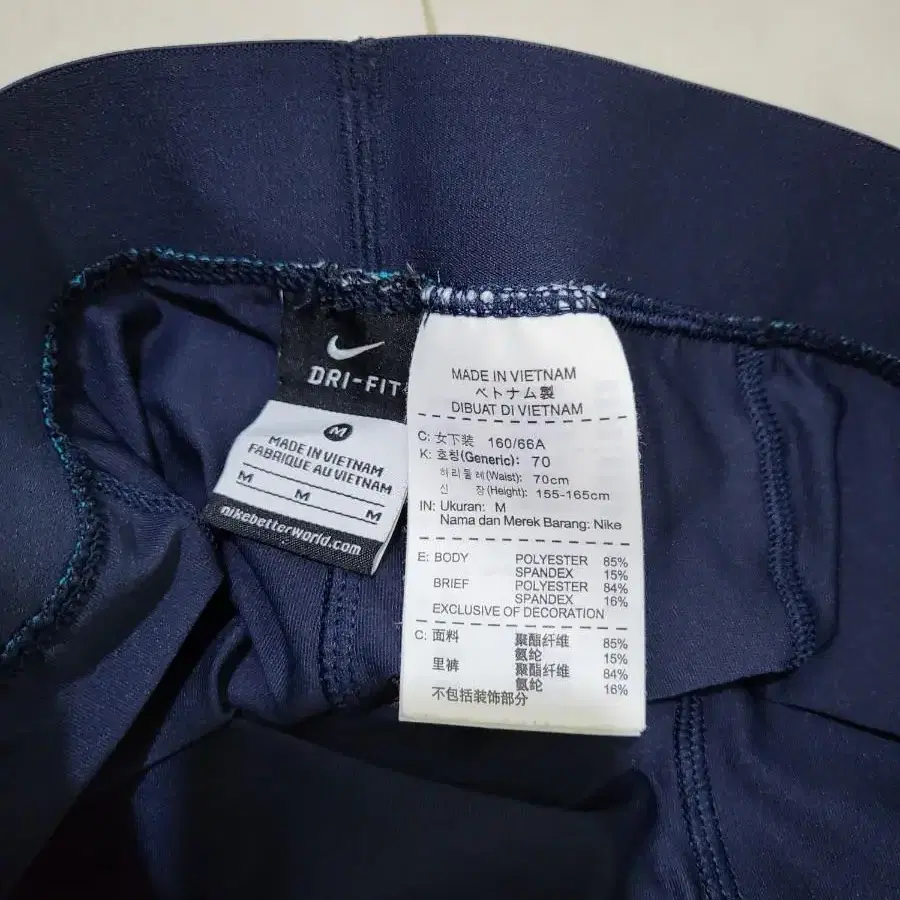 DRI-FIT
M
MADE IN VIETNAM
FABRIQUE AU VIETNAM
M
M
M
nikebetterworld.com
MADE IN VIETNAM
ベトナム製
DIBUAT DI VIETNAM
C: 女下装 160/66A
K: 호칭(Generic): 70
허리둘레(Waist): 70cm
신 장(Height): 155-165cm
IN: Ukuran: M
Nama dan Merek Barang: Nike
E: BODY POLYESTER 85%
SPANDEX 15%
BRIEF POLYESTER 84%
SPANDEX 16%
EXCLUSIVE OF DECORATION
C: 面料 聚酯纤维 85%
氨纶 15%
里裤 聚酯纤维 84%
氨纶 16%
不包括装饰部分